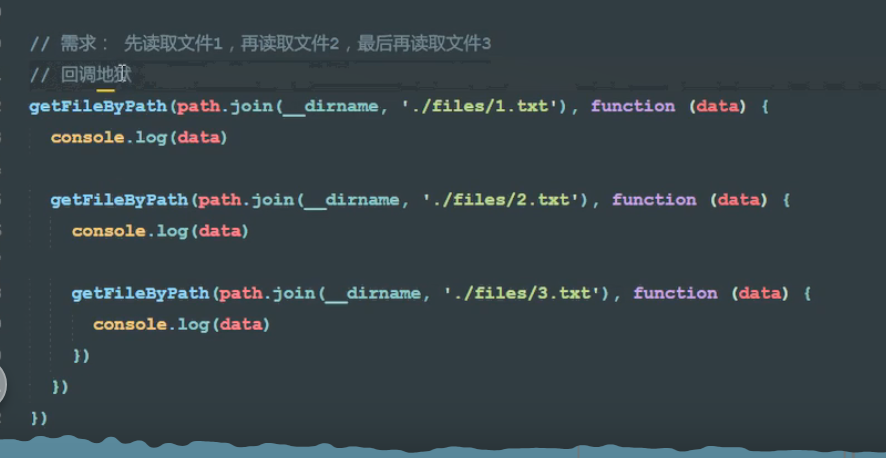 // 需求： 先读取文件1，再读取文件2，最后再读取文件3
// 回调地狱
getFileByPath(path.join(__dirname, './files/1.txt'), function (data) {
console.log(data)
getFileByPath(path.join(__dirname, './files/2.txt'), function (data) {
console.log(data)
getFileByPath(path.join(__dirname, './files/3.txt'), function (data) {
console.log(data)
})
})
})